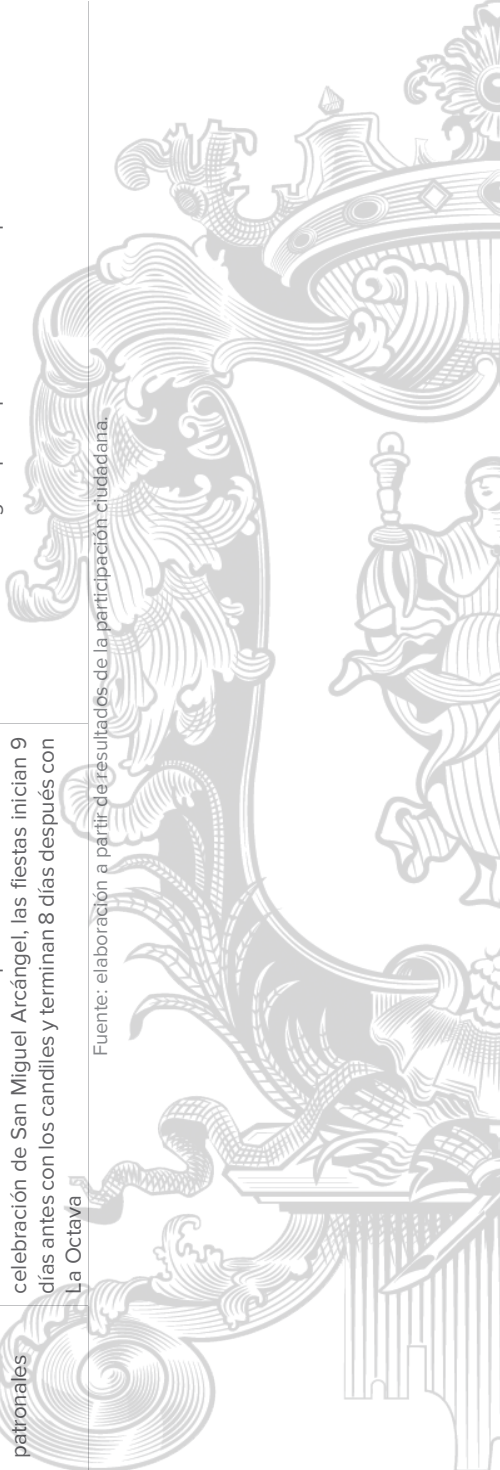 patronales
celebración de San Miguel Arcángel, las fiestas inician 9
días antes con los candiles y terminan 8 días después con
La Octava
Fuente: elaboración a partir de resultados de la participación ciudadana.